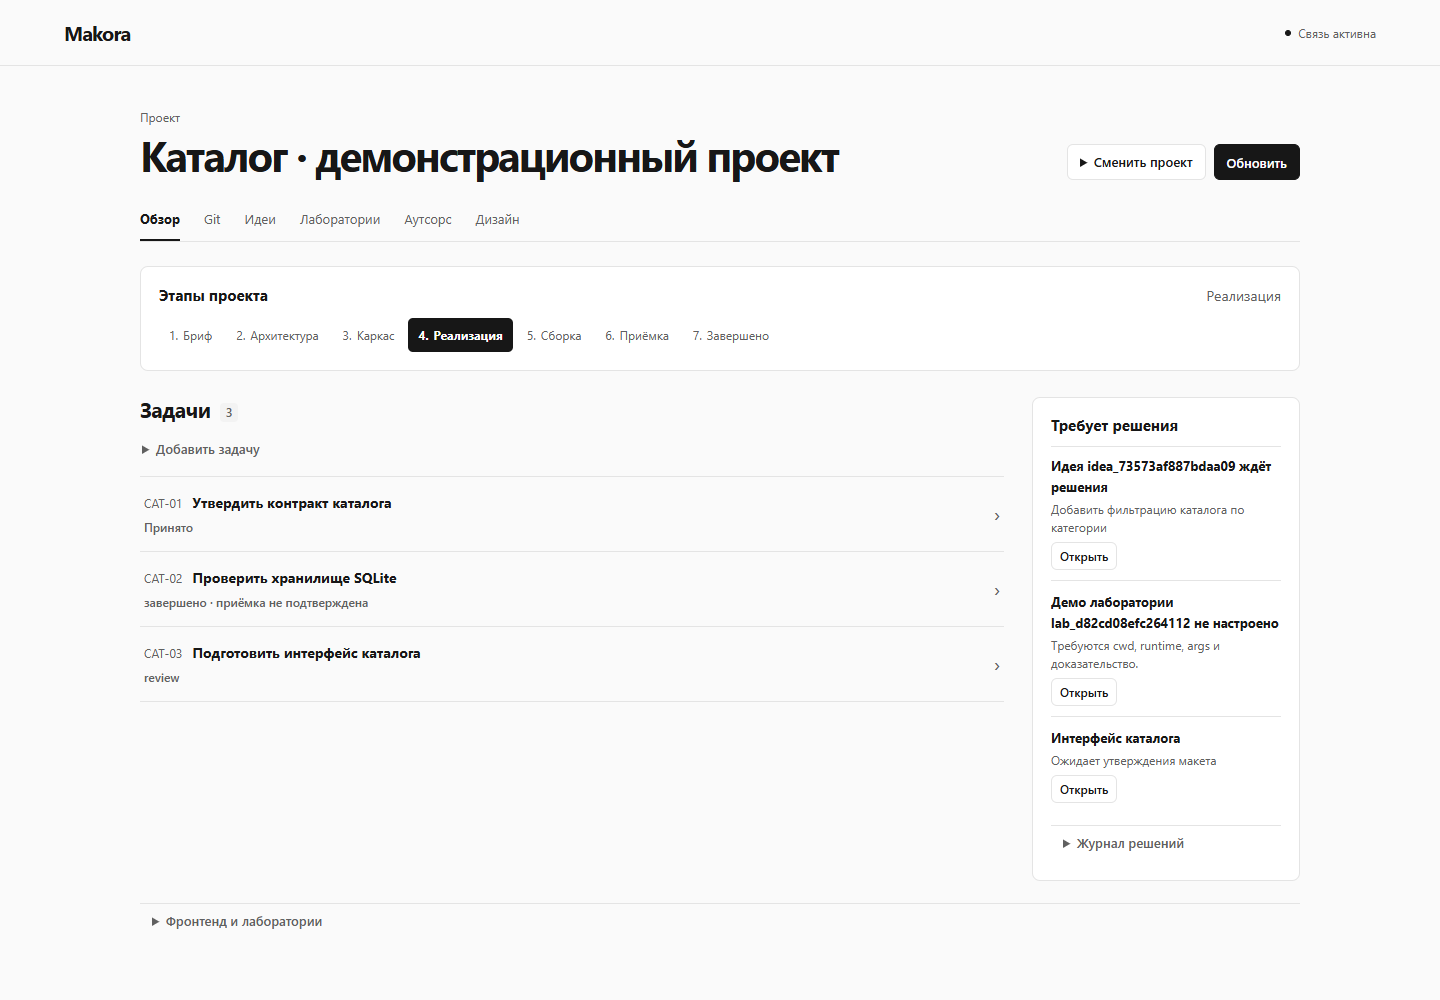 Makora
Связь активна
Проект
Каталог · демонстрационный проект
▶ Сменить проект
Обновить
Обзор Git Идеи Лаборатории Аутсорс Дизайн
Этапы проекта
Реализация
1. Бриф 2. Архитектура 3. Каркас 4. Реализация 5. Сборка 6. Приёмка 7. Завершено
Задачи 3
▶ Добавить задачу
CAT-01 Утвердить контракт каталога
Принято
CAT-02 Проверить хранилище SQLite
завершено · приёмка не подтверждена
CAT-03 Подготовить интерфейс каталога
review
Требует решения
Идея idea_73573af887bdaa09 ждёт
решения
Добавить фильтрацию каталога по
категории
Открыть
Демо лаборатории
lab_d82cd08efc264112 не настроено
Требуются cwd, runtime, args и
доказательство.
Открыть
Интерфейс каталога
Ожидает утверждения макета
Открыть
▶ Журнал решений
▶ Фронтенд и лаборатории